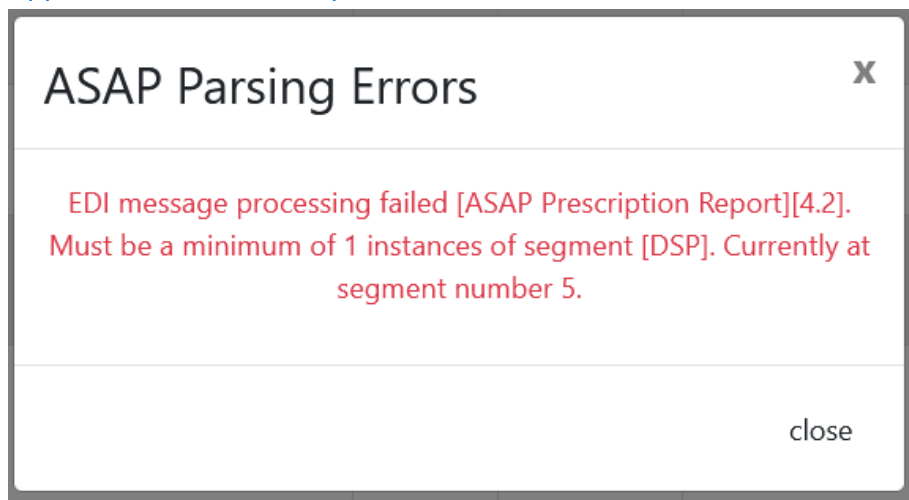 ASAP Parsing Errors
x
EDI message processing failed [ASAP Prescription Report][4.2].
Must be a minimum of 1 instances of segment [DSP]. Currently at
segment number 5.
close